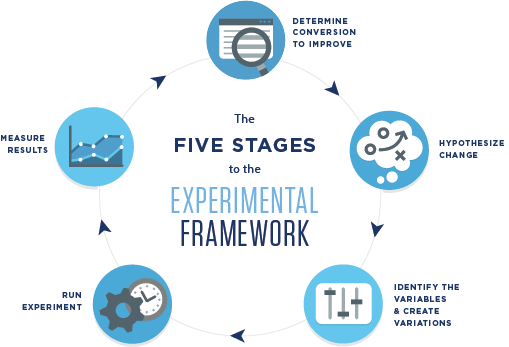 DETERMINE
CONVERSION
TO IMPROVE
The
FIVE STAGES
to the
EXPERIMENTAL
FRAMEWORK
HYPOTHESIZE
CHANGE
IDENTIFY THE
VARIABLES
& CREATE
VARIATIONS
RUN
EXPERIMENT
MEASURE
RESULTS